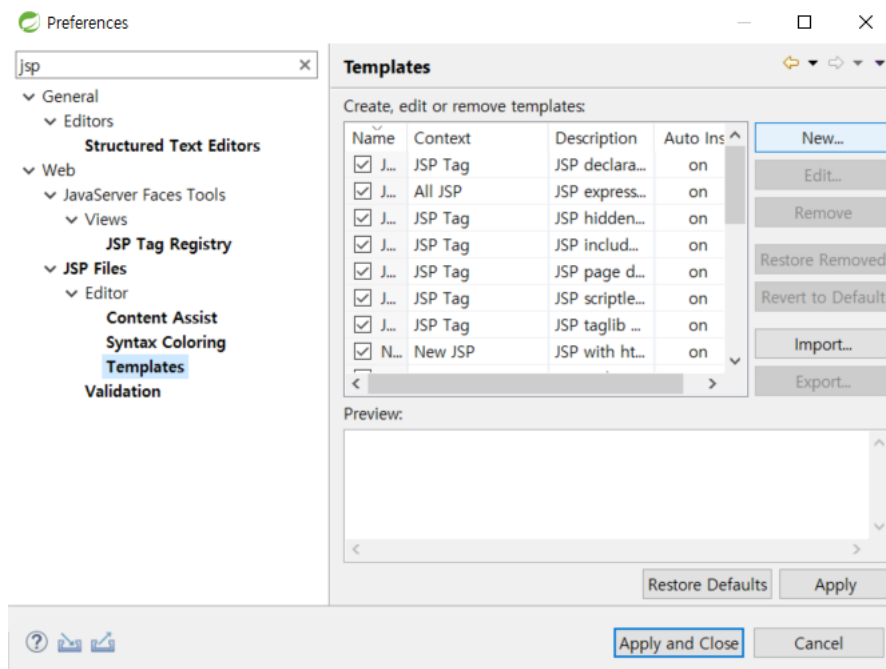 Preferences
jsp
General
Editors
Structured Text Editors
Web
JavaServer Faces Tools
Views
JSP Tag Registry
JSP Files
Editor
Content Assist
Syntax Coloring
Templates
Validation
Templates
Create, edit or remove templates:
Name Context Description Auto Ins
J... JSP Tag JSP declara... on
J... All JSP JSP express... on
J... JSP Tag JSP hidden... on
J... JSP Tag JSP includ... on
J... JSP Tag JSP page d... on
J... JSP Tag JSP scriptle... on
J... JSP Tag JSP taglib ... on
N... New JSP JSP with ht... on
New...
Edit...
Remove
Restore Removed
Revert to Default
Import...
Export...
Preview:
Restore Defaults Apply
Apply and Close Cancel